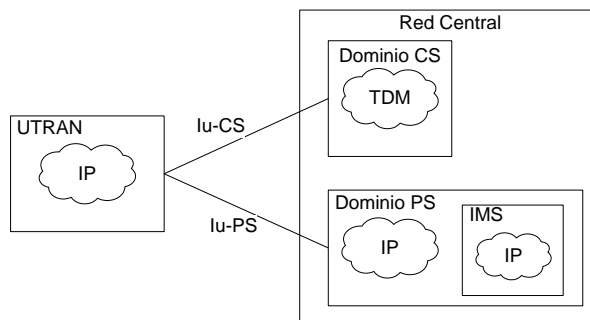 Red Central
Dominio CS
TDM
UTRAN
IP
Iu-CS
Iu-PS
Dominio PS
IP
IMS
IP